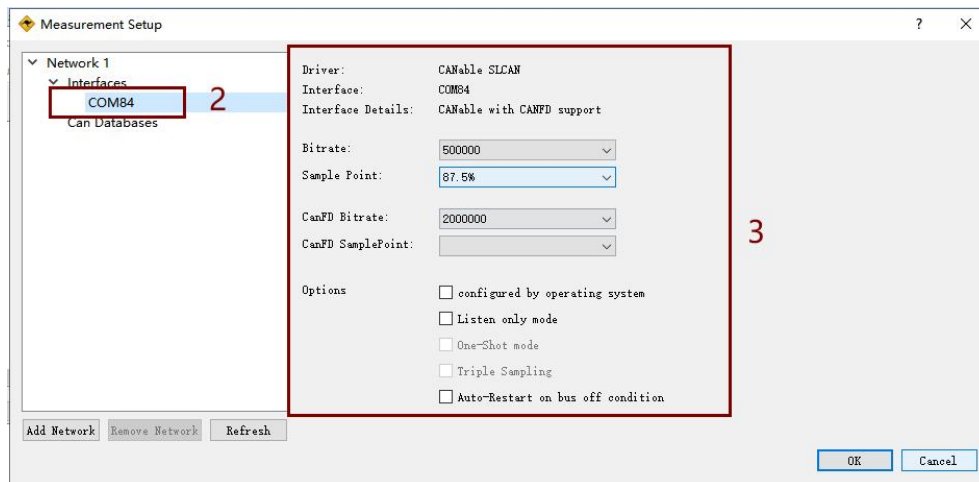 Measurement Setup
? X
Network 1
Interfaces
COM84
2
Can Databases
Driver: CANable SLCAN
Interface: COM84
Interface Details: CANable with CANFD support
Bitrate: 500000
Sample Point: 87.5%
CanFD Bitrate: 2000000
CanFD SamplePoint:
3
Options
configured by operating system
Listen only mode
One-Shot mode
Triple Sampling
Auto-Restart on bus off condition
Add Network Remove Network Refresh
OK Cancel